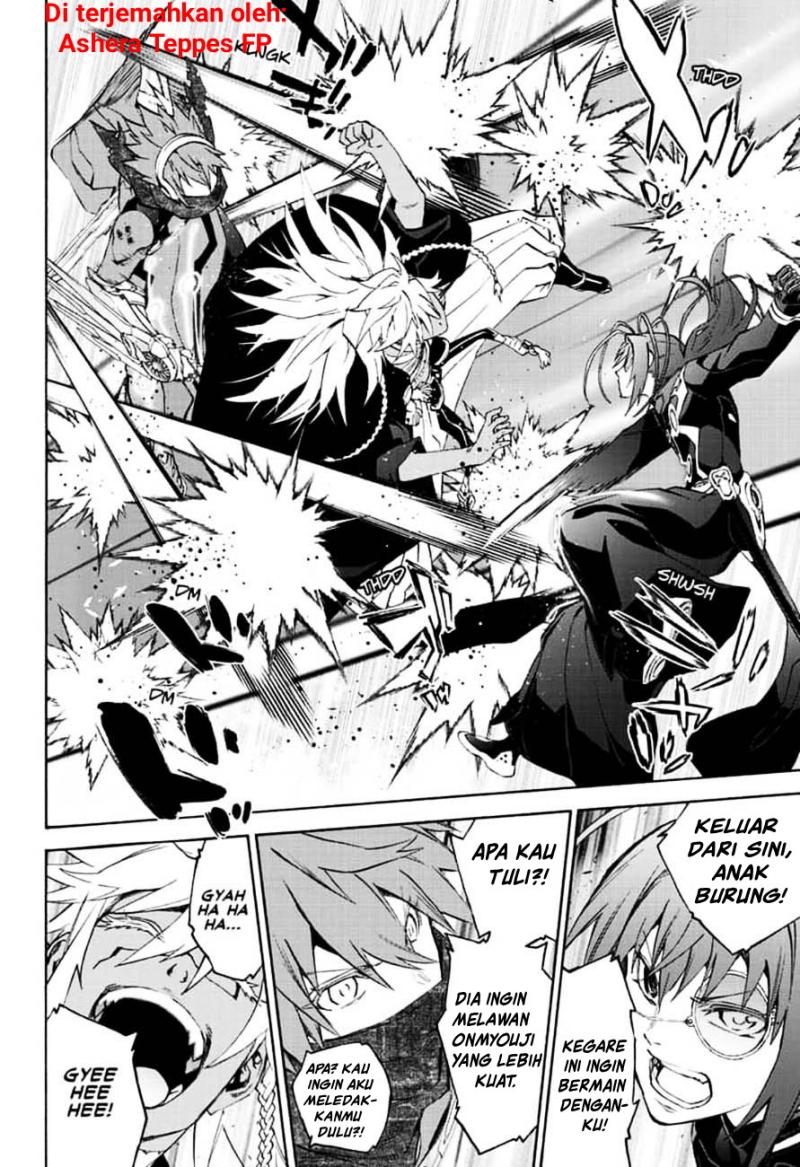 Di terjemahkan oleh:
Ashera Teppes FP
KLNGK
THDD
THDD
SHWSH
DM
DM
KELUAR
DARI SINI,
ANAK
BURUNG!
KEGARE
INI INGIN
BERMAIN
DENGAN-
KU!
APA KAU
TULI?!
DIA INGIN
MELAWAN
ONMYOUJI
YANG LEBIH
KUAT.
APA? KAU
INGIN AKU
MELEDAK-
KANMU
DULU?!
GYAH
HA HA
HA...
GYEE
HEE
HEE!